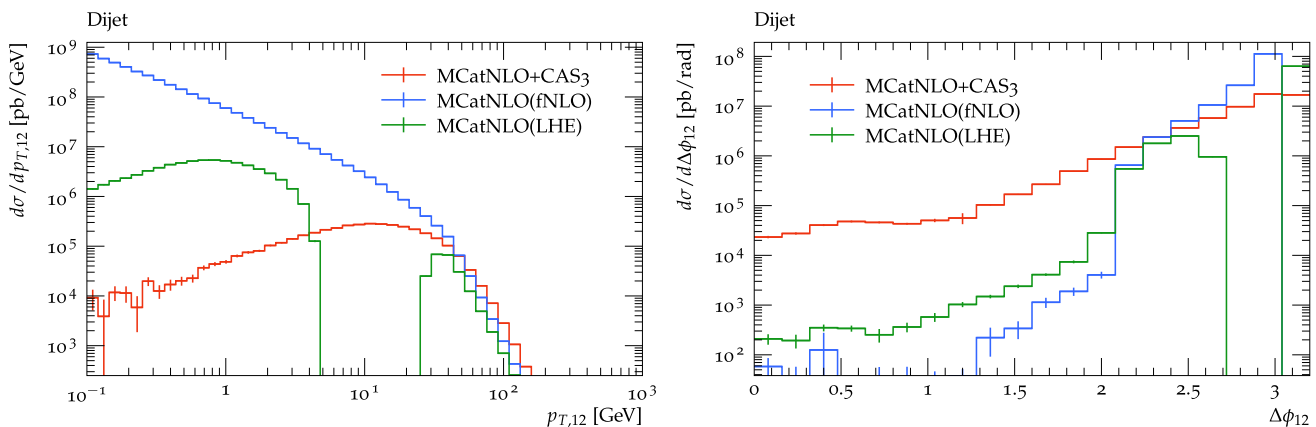 Dijet
dσ/dp_{T,12} [pb/GeV]
10^9
10^8
10^7
10^6
10^5
10^4
10^3
MCatNLO+CAS3
MCatNLO(fNLO)
MCatNLO(LHE)
10^−1 1 10^1 10^2 10^3
p_{T,12} [GeV]
Dijet
dσ/Δϕ_{12} [pb/rad]
10^8
10^7
10^6
10^5
10^4
10^3
10^2
MCatNLO+CAS3
MCatNLO(fNLO)
MCatNLO(LHE)
0 0.5 1 1.5 2 2.5 3
Δϕ_{12}